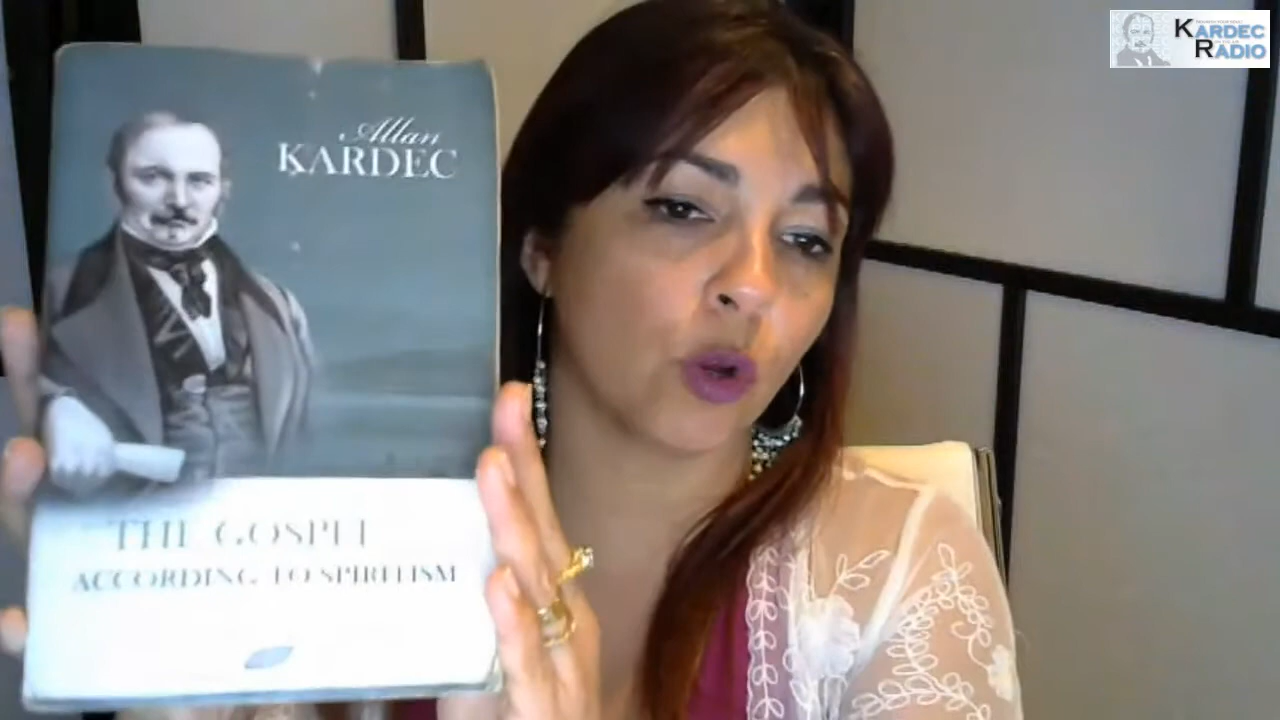 Allan
KARDEC
THE GOSPEL
ACCORDING TO SPIRITISM
KARDEC
RADIO